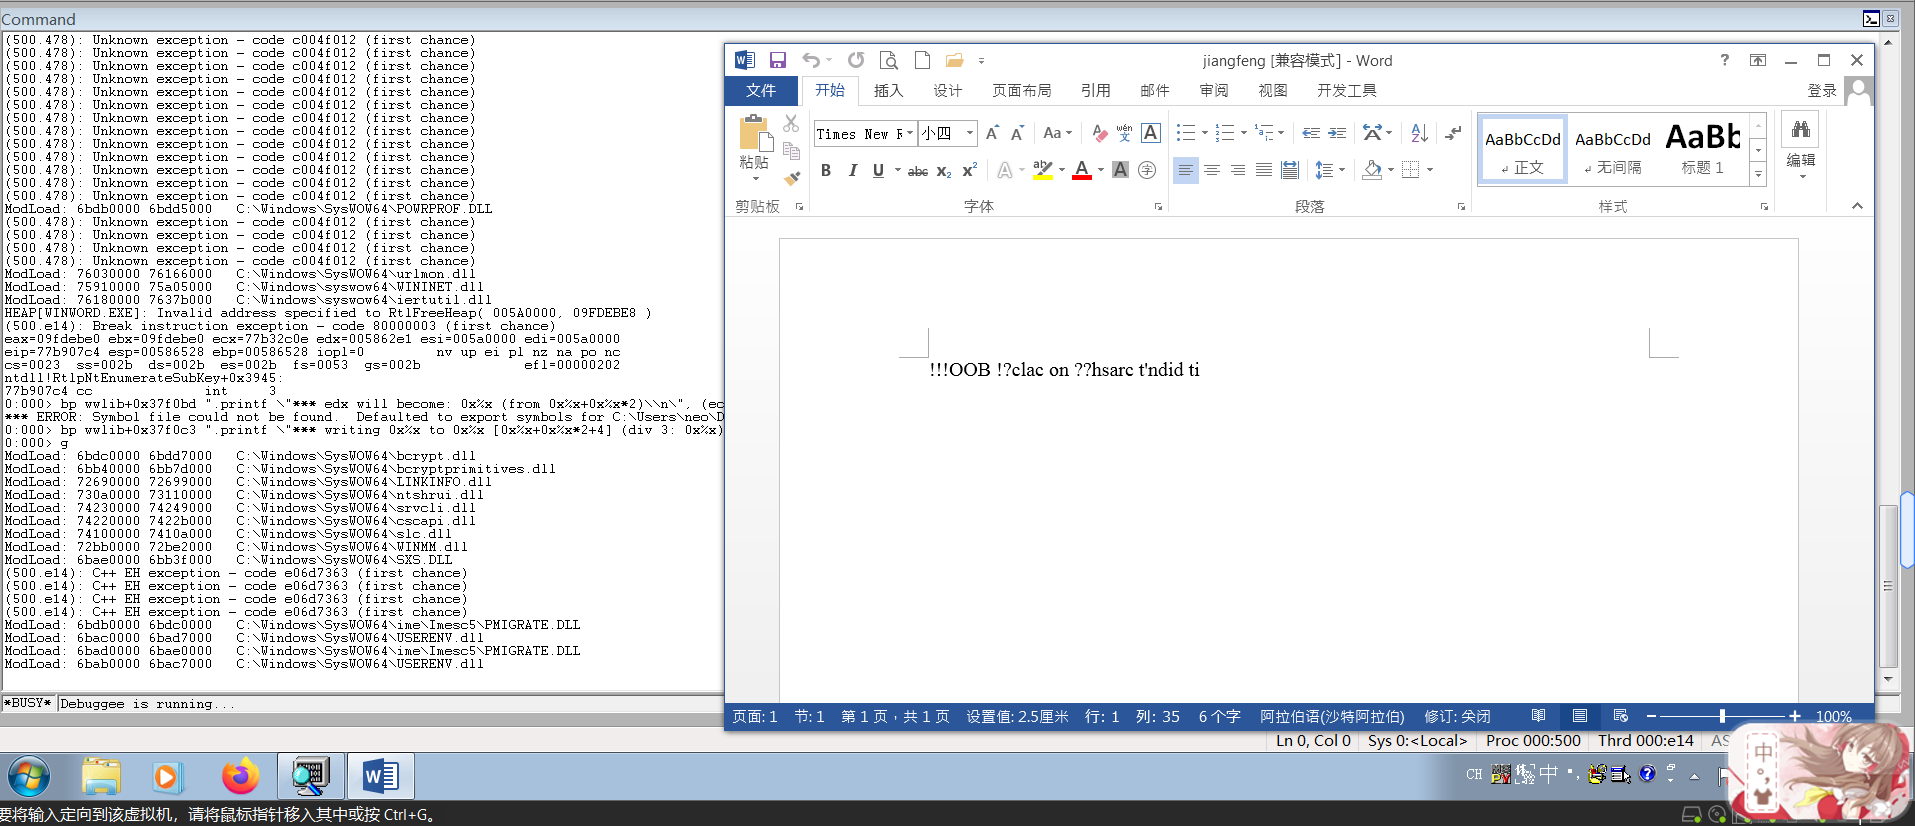 Command
(500.478): Unknown exception - code c004f012 (first chance)
(500.478): Unknown exception - code c004f012 (first chance)
(500.478): Unknown exception - code c004f012 (first chance)
(500.478): Unknown exception - code c004f012 (first chance)
(500.478): Unknown exception - code c004f012 (first chance)
(500.478): Unknown exception - code c004f012 (first chance)
(500.478): Unknown exception - code c004f012 (first chance)
(500.478): Unknown exception - code c004f012 (first chance)
(500.478): Unknown exception - code c004f012 (first chance)
(500.478): Unknown exception - code c004f012 (first chance)
(500.478): Unknown exception - code c004f012 (first chance)
(500.478): Unknown exception - code c004f012 (first chance)
(500.478): Unknown exception - code c004f012 (first chance)
ModLoad: 6bdb0000 6bdd5000   C:\Windows\SysWOW64\POWRPROF.DLL
(500.478): Unknown exception - code c004f012 (first chance)
(500.478): Unknown exception - code c004f012 (first chance)
(500.478): Unknown exception - code c004f012 (first chance)
(500.478): Unknown exception - code c004f012 (first chance)
ModLoad: 76030000 76166000   C:\Windows\SysWOW64\urlmon.dll
ModLoad: 75910000 75a05000   C:\Windows\syswow64\WININET.dll
ModLoad: 76180000 7637b000   C:\Windows\SysWOW64\iertutil.dll
HEAP[WINWORD.EXE]: Invalid address specified to RtlFreeHeap( 005A0000, 09FDEBE8 )
(500.e14): Break instruction exception - code 80000003 (first chance)
eax=09fdebe0 ebx=09fdebe0 ecx=77b32c0e edx=005862e1 esi=005a0000 edi=005a0000
eip=77b907c4 esp=00586528 ebp=00586528 iopl=0         nv up ei pl nz na po nc
cs=0023  ss=002b  ds=002b  es=002b  fs=0053  gs=002b             efl=00000202
ntdll!RtlpNtEnumerateSubKey+0x3945:
77b907c4 cc              int     3
0:000> bp wwlib+0x37f0bd ".printf \"*** edx will become: 0x%x (from 0x%x+0x%x*2)\\n\", (ec
*** ERROR: Symbol file could not be found.  Defaulted to export symbols for C:\Users\neo\D
0:000> bp wwlib+0x37f0c3 ".printf \"*** writing 0x%x to 0x%x [0x%x+0x%x*2+4] (div 3: 0x%x)
0:000> g
ModLoad: 6bdc0000 6bdd7000   C:\Windows\SysWOW64\bcrypt.dll
ModLoad: 6bb40000 6bb7d000   C:\Windows\SysWOW64\bcryptprimitives.dll
ModLoad: 72690000 72699000   C:\Windows\SysWOW64\LINKINFO.dll
ModLoad: 730a0000 73110000   C:\Windows\SysWOW64\ntshrui.dll
ModLoad: 74230000 74249000   C:\Windows\SysWOW64\srvcli.dll
ModLoad: 74220000 7422b000   C:\Windows\SysWOW64\cscapi.dll
ModLoad: 74100000 7410a000   C:\Windows\SysWOW64\slc.dll
ModLoad: 72bb0000 72be2000   C:\Windows\SysWOW64\WINMM.dll
ModLoad: 6bae0000 6bb3f000   C:\Windows\SysWOW64\SXS.DLL
(500.e14): C++ EH exception - code e06d7363 (first chance)
(500.e14): C++ EH exception - code e06d7363 (first chance)
(500.e14): C++ EH exception - code e06d7363 (first chance)
(500.e14): C++ EH exception - code e06d7363 (first chance)
ModLoad: 6bdb0000 6bdc0000   C:\Windows\SysWOW64\ime\Imesc5\PMIGRATE.DLL
ModLoad: 6bac0000 6bad7000   C:\Windows\SysWOW64\USERENV.dll
ModLoad: 6bad0000 6bae0000   C:\Windows\SysWOW64\ime\Imesc5\PMIGRATE.DLL
ModLoad: 6bab0000 6bac7000   C:\Windows\SysWOW64\USERENV.dll
*BUSY* Debuggee is running...
jiangfeng [兼容模式] - Word
文件 开始 插入 设计 页面布局 引用 邮件 审阅 视图 开发工具 登录
Times New R 小四 Aa wén 文 A
粘贴
B I U abc x₂ x² A ab A A 字
AaBbCcDd AaBbCcDd AaBb
正文 无间隔 标题 1
编辑
剪贴板 字体 段落 样式
!!!OOB !?clac on ??hsarc t'ndid ti
页面: 1 节: 1 第 1 页，共 1 页 设置值: 2.5厘米 行: 1 列: 35 6 个字 阿拉伯语(沙特阿拉伯) 修订: 关闭 100%
Ln 0, Col 0 Sys 0:<Local> Proc 000:500 Thrd 000:e14 AS
CH 中
中
要将输入定向到该虚拟机，请将鼠标指针移入其中或按 Ctrl+G。